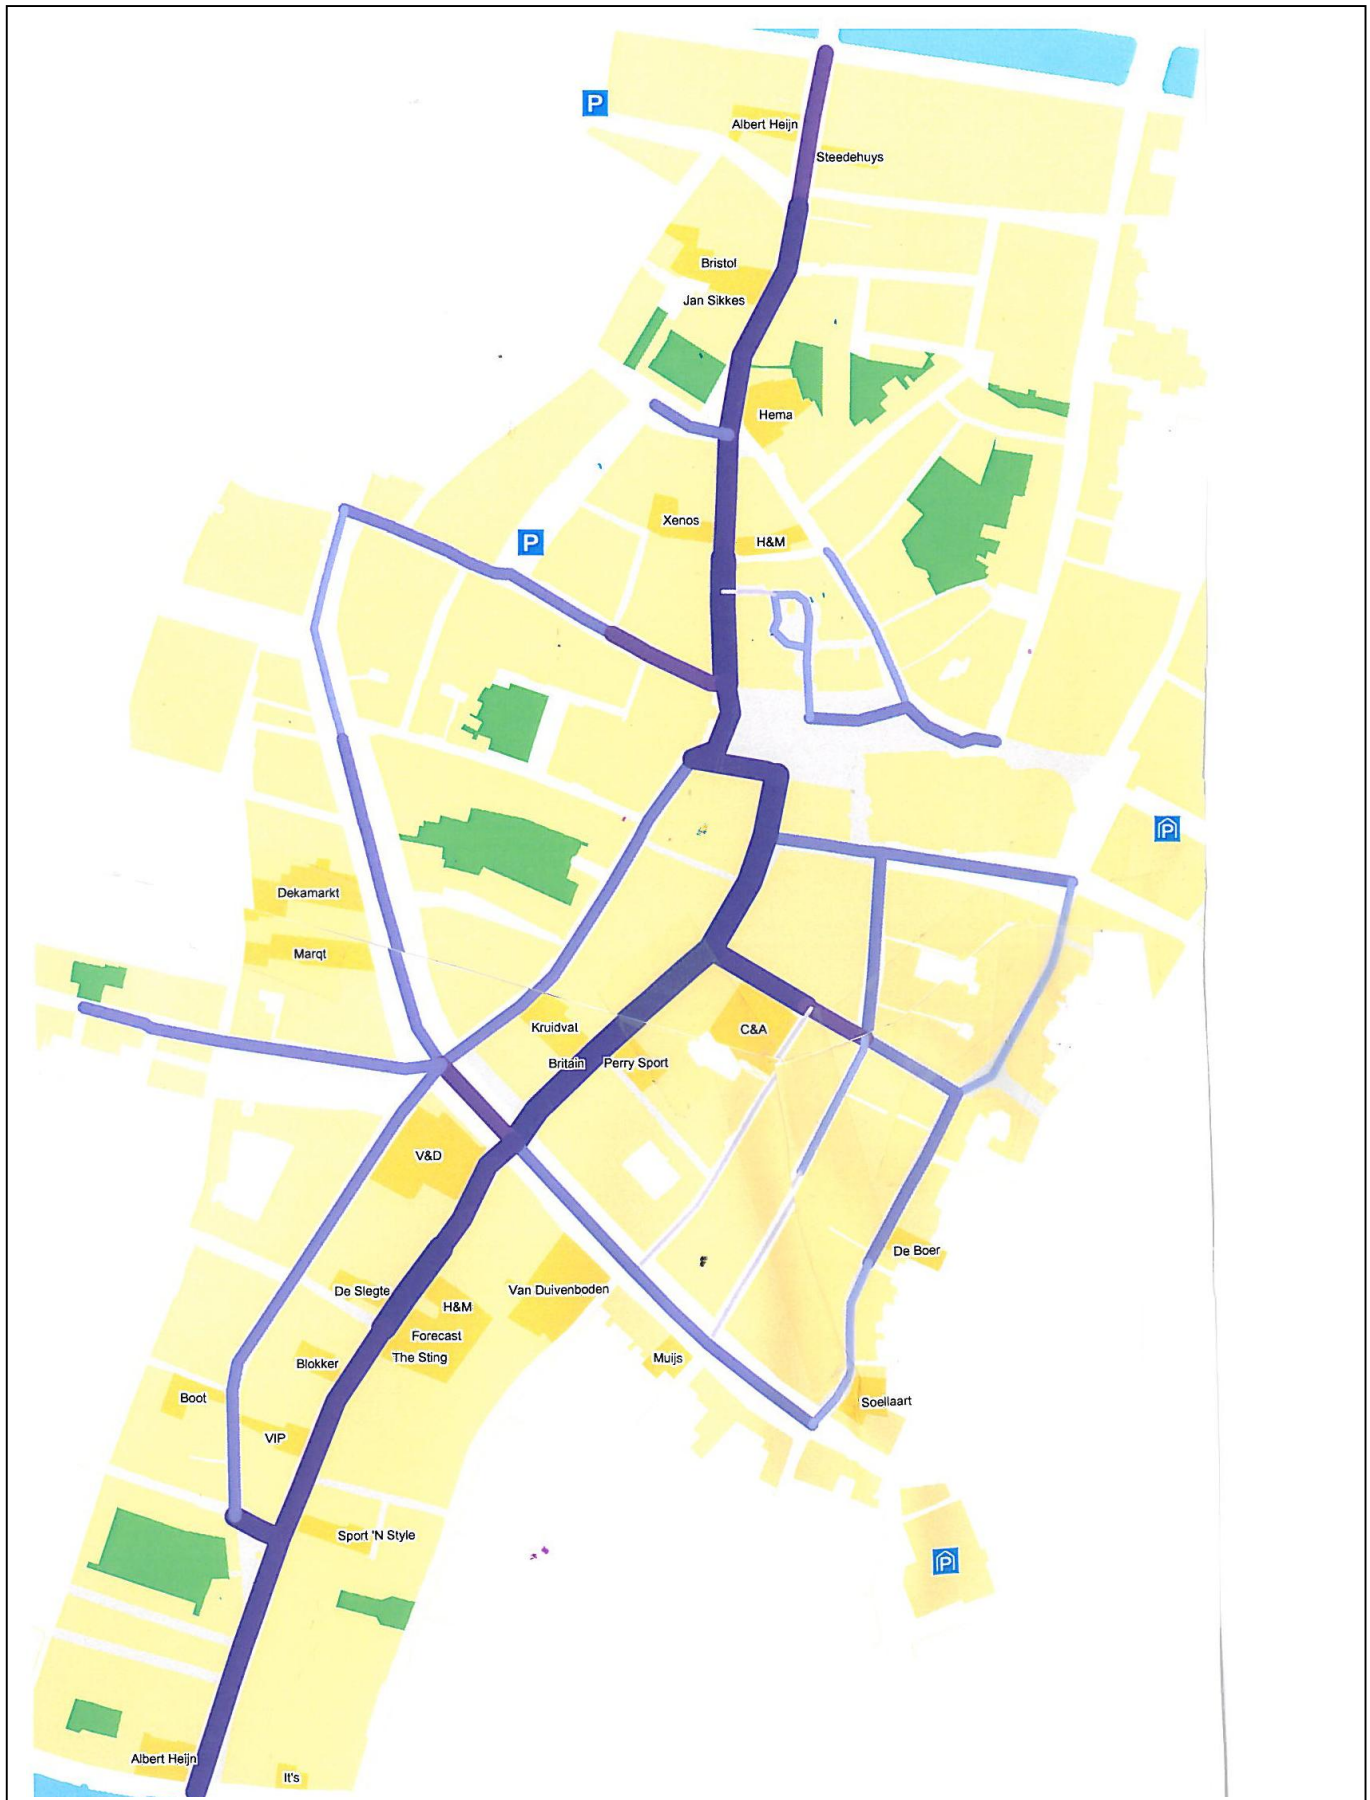 P
Albert Heijn
Steedehuys
Bristol
Jan Sikkes
Hema
Xenos
H&M
P
P
Dekamarkt
Marqt
Kruidval
C&A
Britain
Perry Sport
V&D
De Boer
De Slegte
Van Duivenboden
H&M
Forecast
The Sting
Blokker
Muijs
Boot
Soellaart
VIP
Sport 'N Style
P
Albert Heijn
It's